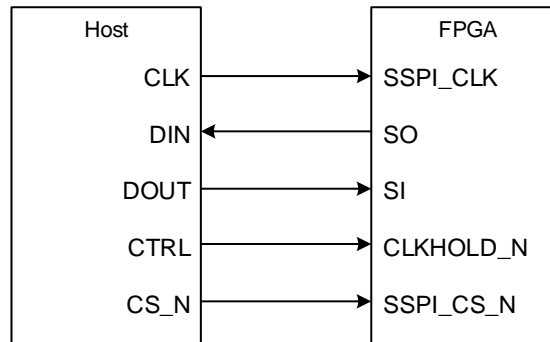 Host FPGA
CLK SSPI_CLK
DIN SO
DOUT SI
CTRL CLKHOLD_N
CS_N SSPI_CS_N